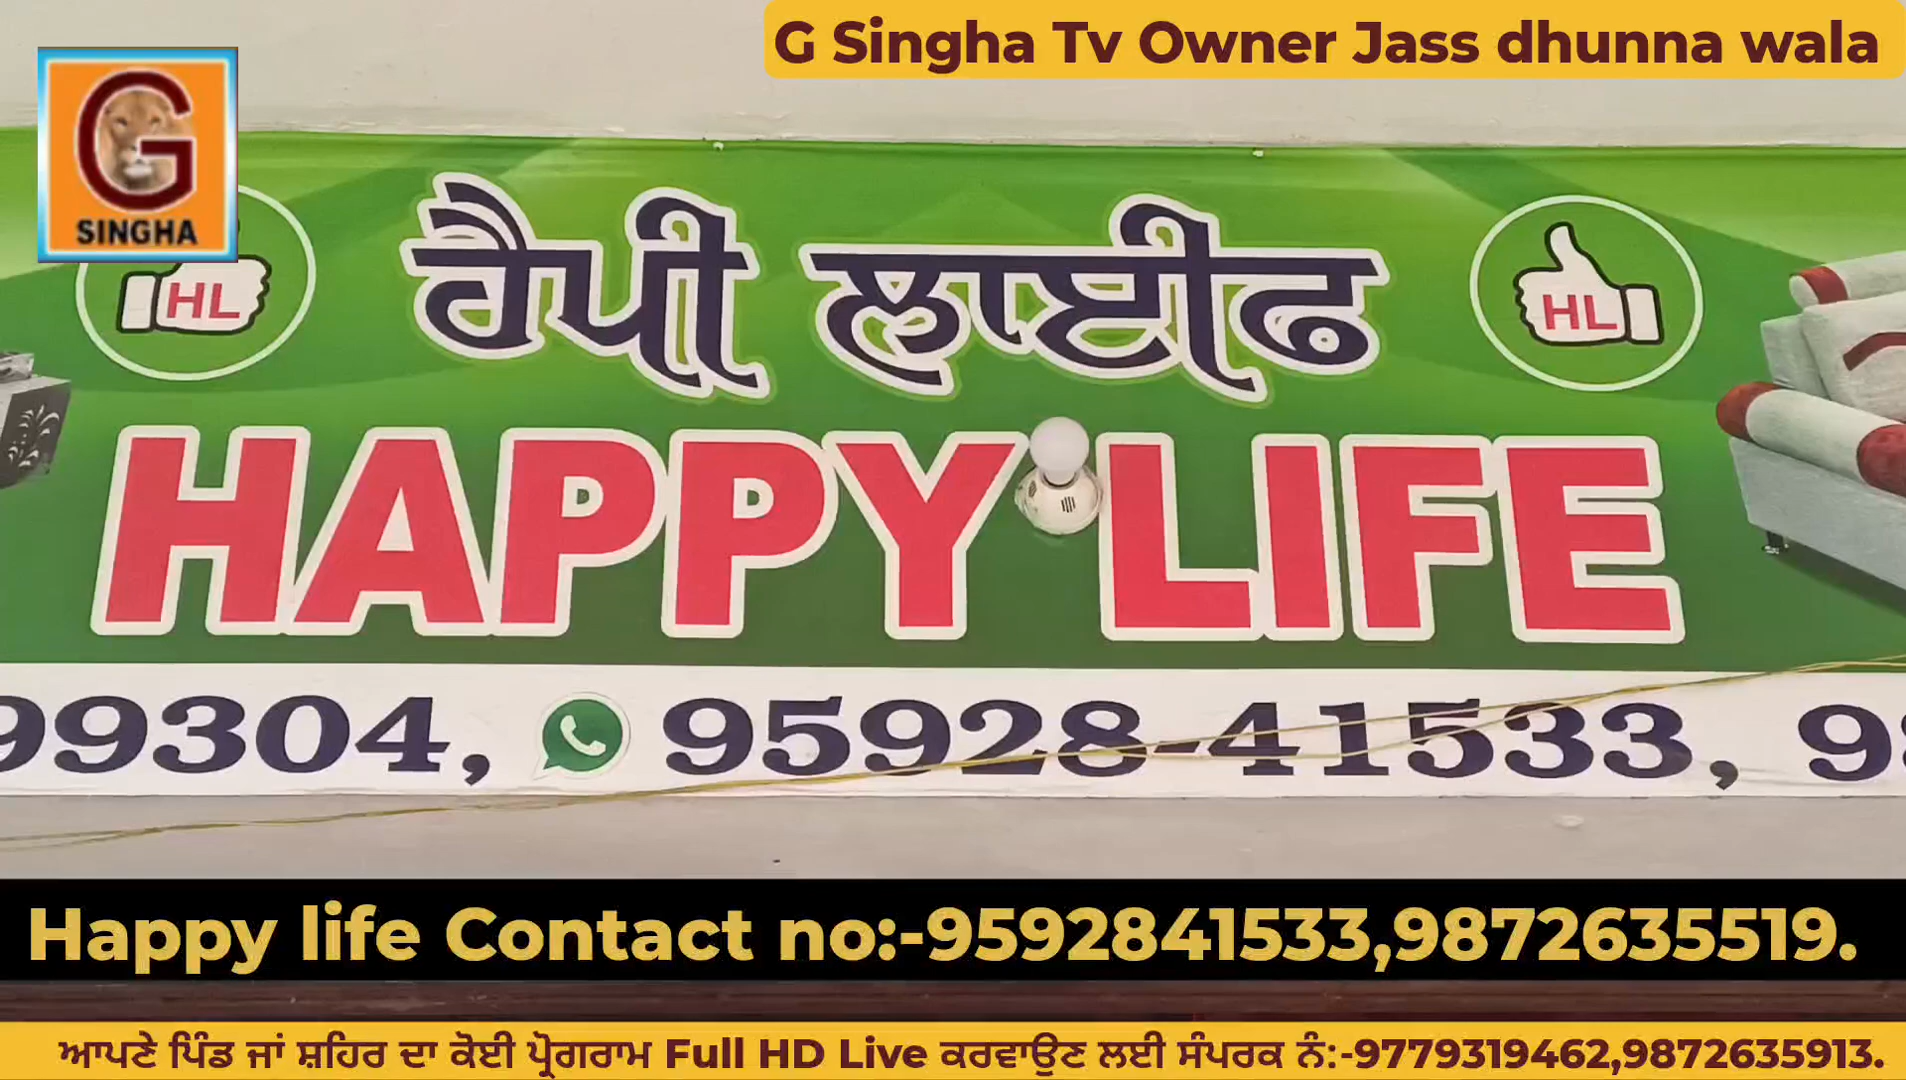 G Singha Tv Owner Jass dhunna wala
G
SINGHA
ਹੈਪੀ ਲਾਈਫ
HL
HL
HAPPY LIFE
99304, 95928-41533, 9
Happy life Contact no:-9592841533,9872635519.
ਆਪਣੇ ਪਿੰਡ ਜਾਂ ਸ਼ਹਿਰ ਦਾ ਕੋਈ ਪ੍ਰੋਗਰਾਮ Full HD Live ਕਰਵਾਉਣ ਲਈ ਸੰਪਰਕ ਨੰ:-9779319462,9872635913.